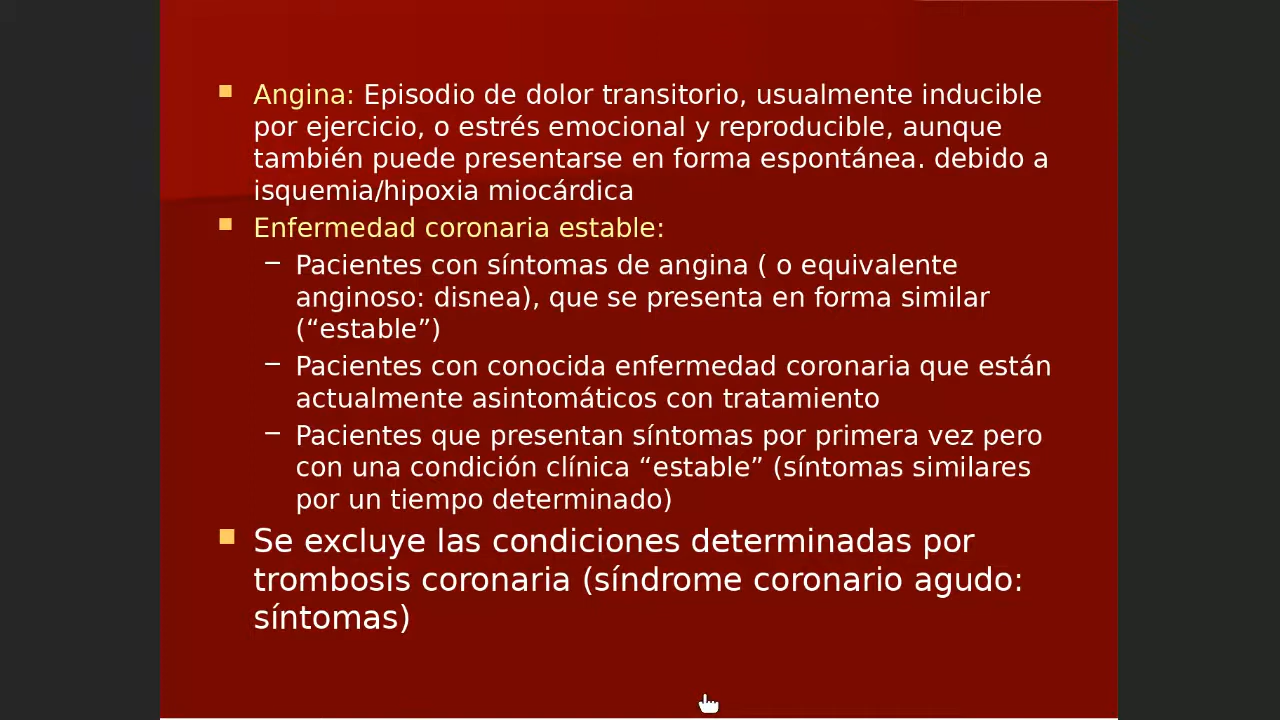 Angina: Episodio de dolor transitorio, usualmente inducible
por ejercicio, o estrés emocional y reproducible, aunque
también puede presentarse en forma espontánea. debido a
isquemia/hipoxia miocárdica
Enfermedad coronaria estable:
– Pacientes con síntomas de angina ( o equivalente
anginoso: disnea), que se presenta en forma similar
(“estable”)
– Pacientes con conocida enfermedad coronaria que están
actualmente asintomáticos con tratamiento
– Pacientes que presentan síntomas por primera vez pero
con una condición clínica “estable” (síntomas similares
por un tiempo determinado)
Se excluye las condiciones determinadas por
trombosis coronaria (síndrome coronario agudo:
síntomas)